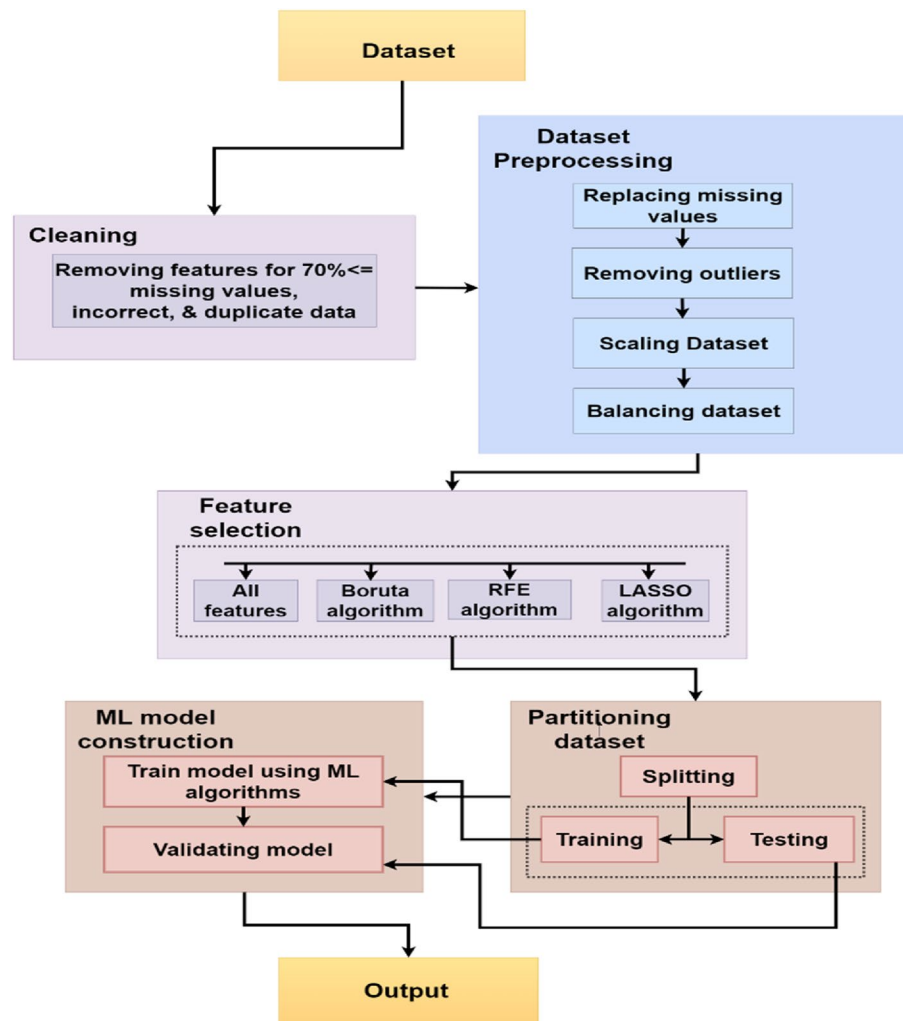 Dataset
Dataset
Preprocessing
Replacing missing
values
Removing outliers
Scaling Dataset
Balancing dataset
Cleaning
Removing features for 70%<=
missing values,
incorrect, & duplicate data
Feature
selection
All
features
Boruta
algorithm
RFE
algorithm
LASSO
algorithm
ML model
construction
Train model using ML
algorithms
Validating model
Partitioning
dataset
Splitting
Training
Testing
Output